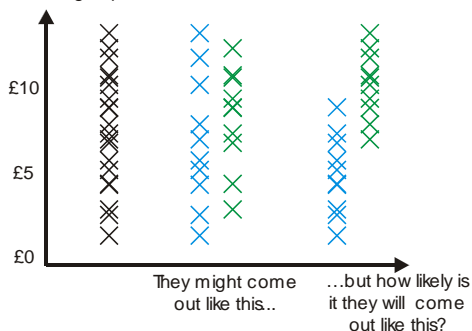 £10
£5
£0
They might come
out like this...
...but how likely is
it they will come
out like this?